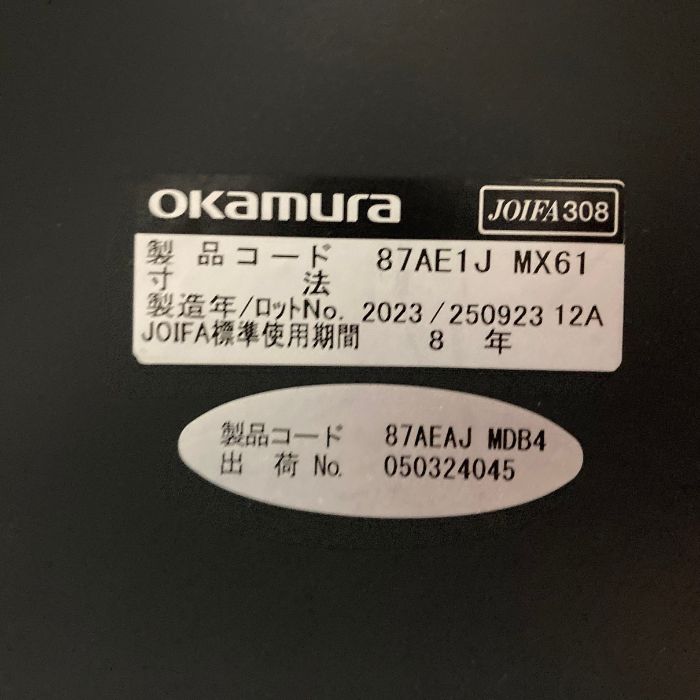 okamura
JOIFA308
製品コード 87AE1J MX61
寸法
製造年/ロットNo. 2023/250923 12A
JOIFA標準使用期間 8 年
製品コード 87AEAJ MDB4
出荷 No. 050324045